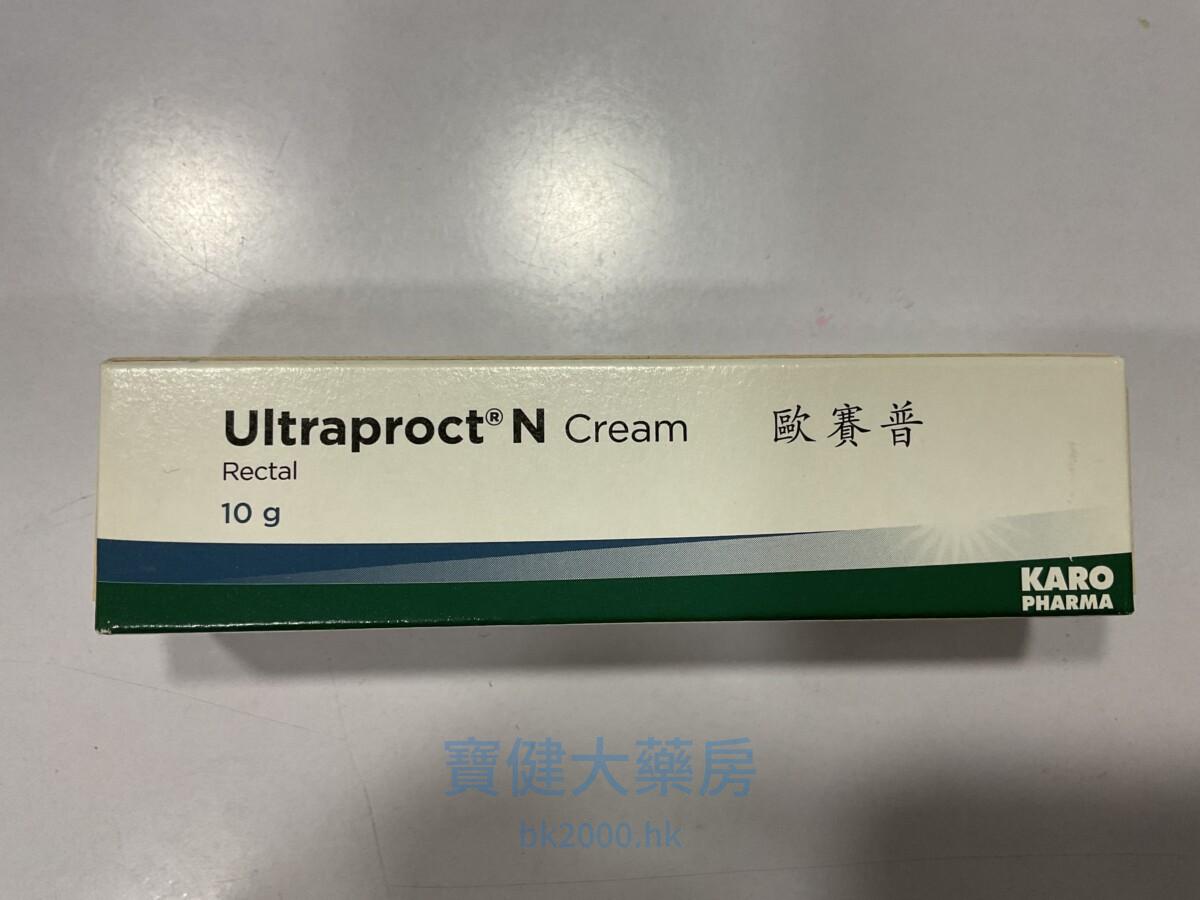 Ultraproct® N Cream 歐賽普
Rectal
10 g
KARO
PHARMA
寶健大藥房
bk2000.hk